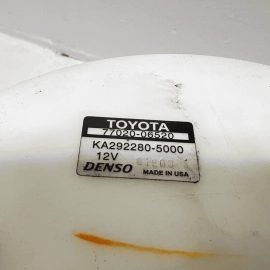 TOYOTA
77020-06520
KA292280-5000
12V
DENSO MADE IN USA